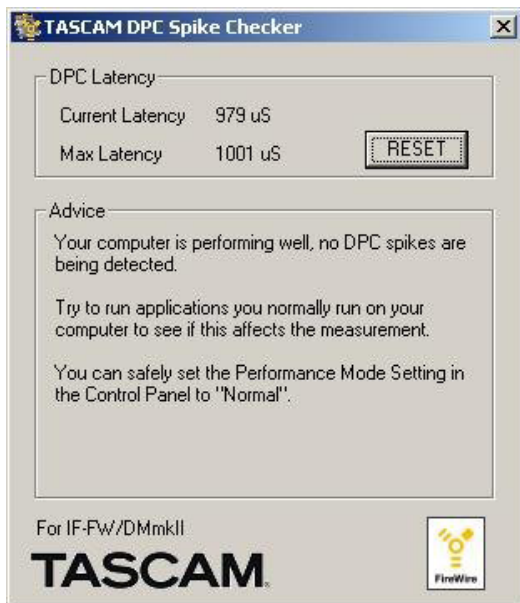 TASCAM DPC Spike Checker
DPC Latency
Current Latency 979 uS
Max Latency 1001 uS
RESET
Advice
Your computer is performing well, no DPC spikes are
being detected.
Try to run applications you normally run on your
computer to see if this affects the measurement.
You can safely set the Performance Mode Setting in
the Control Panel to "Normal".
For IF-FW/DMmkII
TASCAM.
FireWire